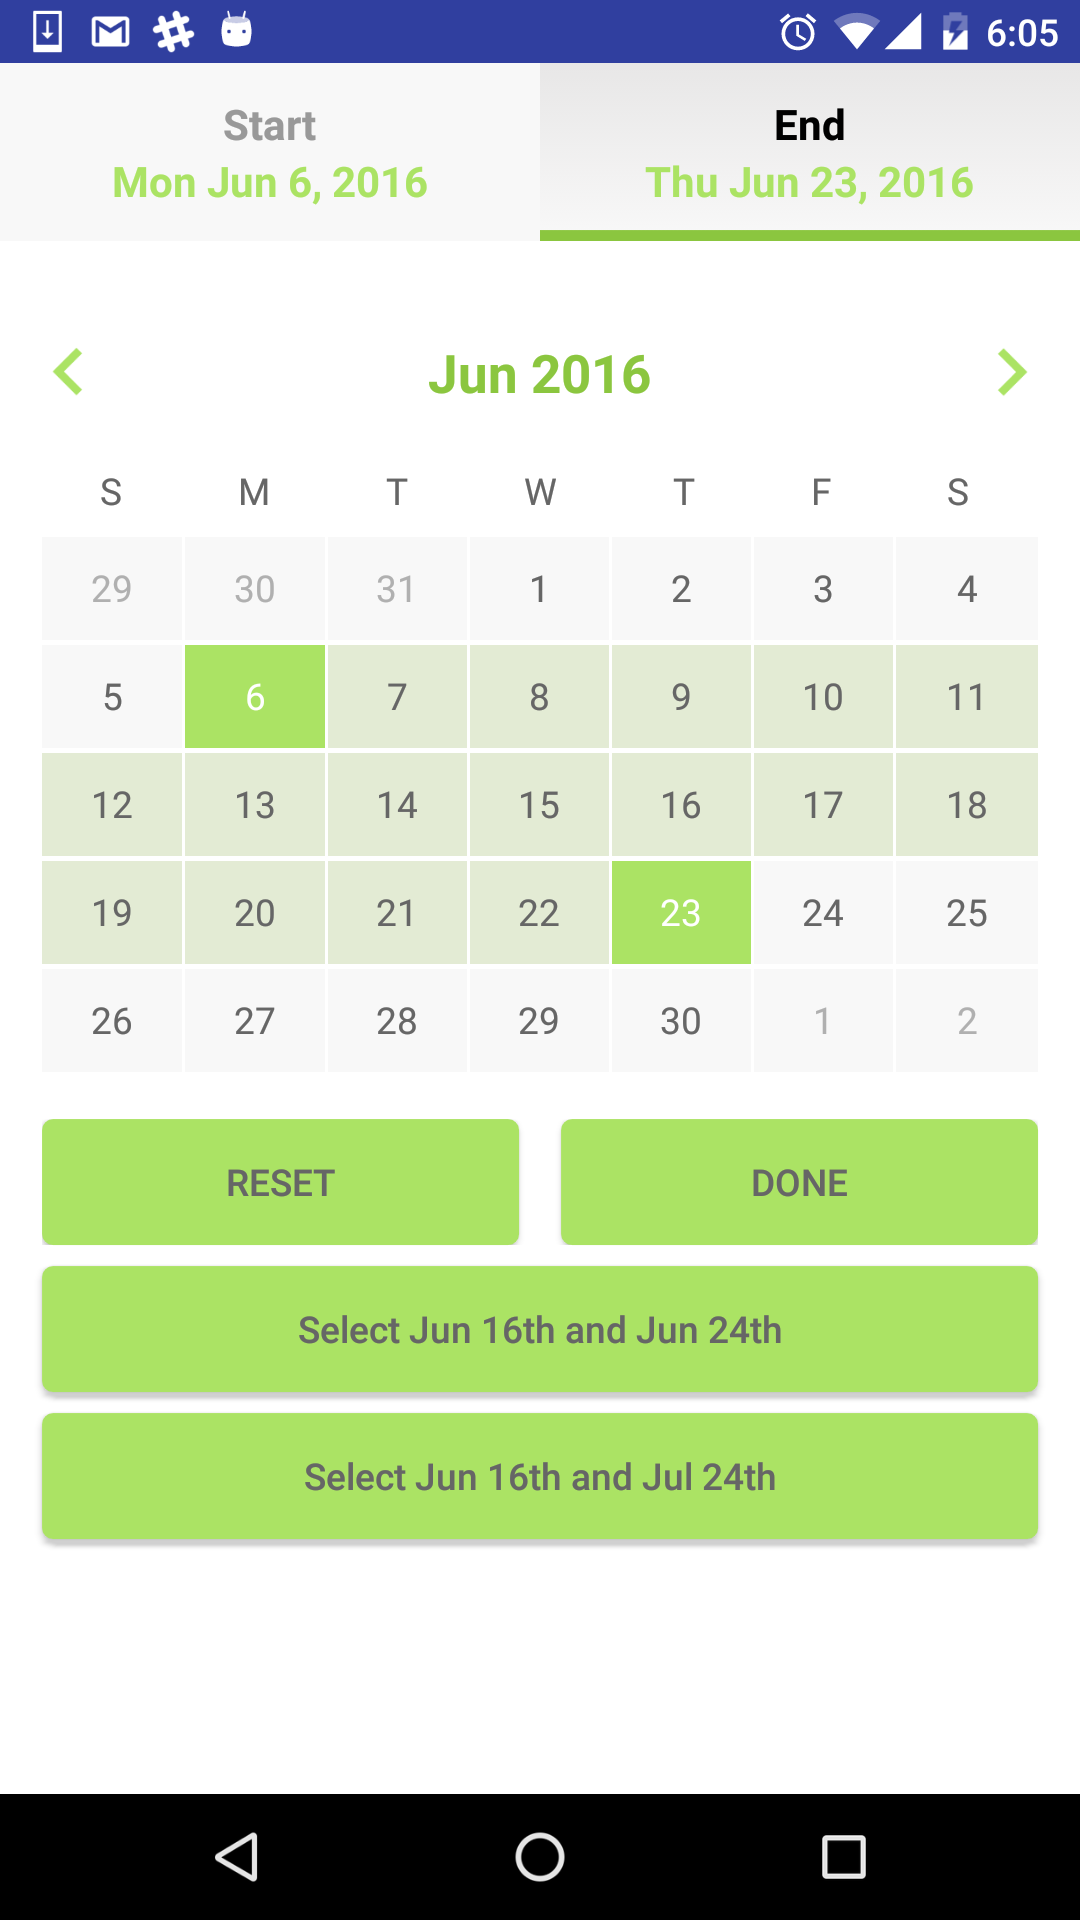 6:05
Start End
Mon Jun 6, 2016 Thu Jun 23, 2016
Jun 2016
S M T W T F S
29 30 31 1 2 3 4
5 6 7 8 9 10 11
12 13 14 15 16 17 18
19 20 21 22 23 24 25
26 27 28 29 30 1 2
RESET DONE
Select Jun 16th and Jun 24th
Select Jun 16th and Jul 24th